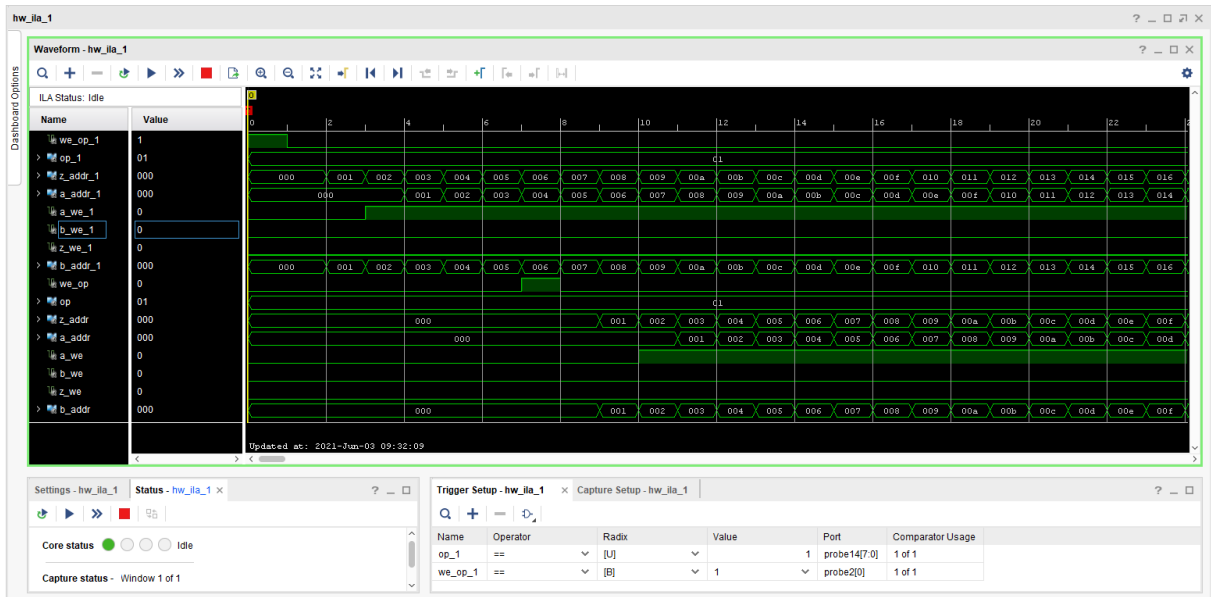 hw_ila_1
Dashboard Options
Waveform - hw_ila_1
ILA Status: Idle
Name Value
0
0 2 4 6 8 10 12 14 16 18 20 22
we_op_1 1
op_1 01 01
z_addr_1 000 000 001 002 003 004 005 006 007 008 009 00a 00b 00c 00d 00e 00f 010 011 012 013 014 015 016
a_addr_1 000 000 001 002 003 004 005 006 007 008 009 00a 00b 00c 00d 00e 00f 010 011 012 013 014
a_we_1 0
b_we_1 0
z_we_1 0
b_addr_1 000 000 001 002 003 004 005 006 007 008 009 00a 00b 00c 00d 00e 00f 010 011 012 013 014 015 016
we_op 0
op 01 01
z_addr 000 000 001 002 003 004 005 006 007 008 009 00a 00b 00c 00d 00e 00f
a_addr 000 000 001 002 003 004 005 006 007 008 009 00a 00b 00c 00d
a_we 0
b_we 0
z_we 0
b_addr 000 000 001 002 003 004 005 006 007 008 009 00a 00b 00c 00d 00e 00f
Updated at: 2021-Jun-03 09:32:09
Settings - hw_ila_1 Status - hw_ila_1
Core status Idle
Capture status - Window 1 of 1
Trigger Setup - hw_ila_1 Capture Setup - hw_ila_1
Name Operator Radix Value Port Comparator Usage
op_1 == [U] 1 probe14[7:0] 1 of 1
we_op_1 == [B] 1 probe2[0] 1 of 1